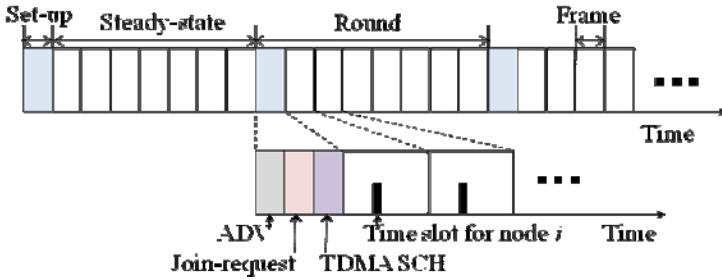 Set-up Steady-state Round Frame
Time
ADV Time slot for node i Time
Join-request TDMA SCH